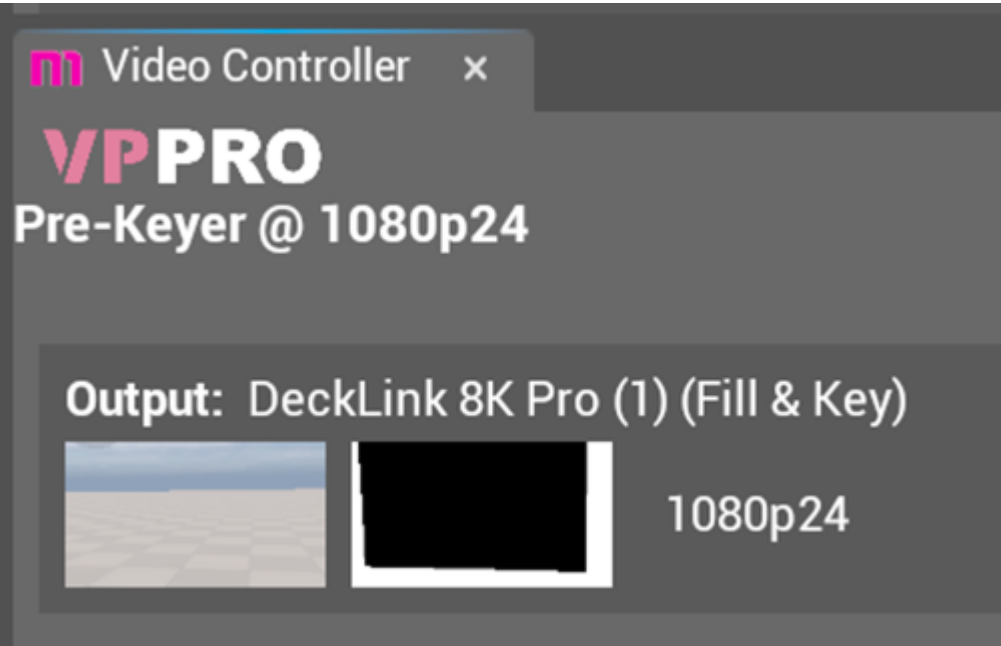 Video Controller ×
VPPRO
Pre-Keyer @ 1080p24
Output: DeckLink 8K Pro (1) (Fill & Key)
1080p24